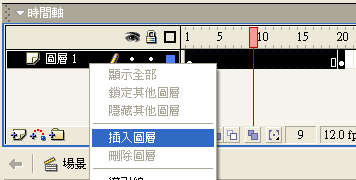 時間軸
1 5 10 15 20
圖層 1
顯示全部
鎖定其他圖層
隱藏其他圖層
插入圖層
刪除圖層
9 12.0 fp
場景